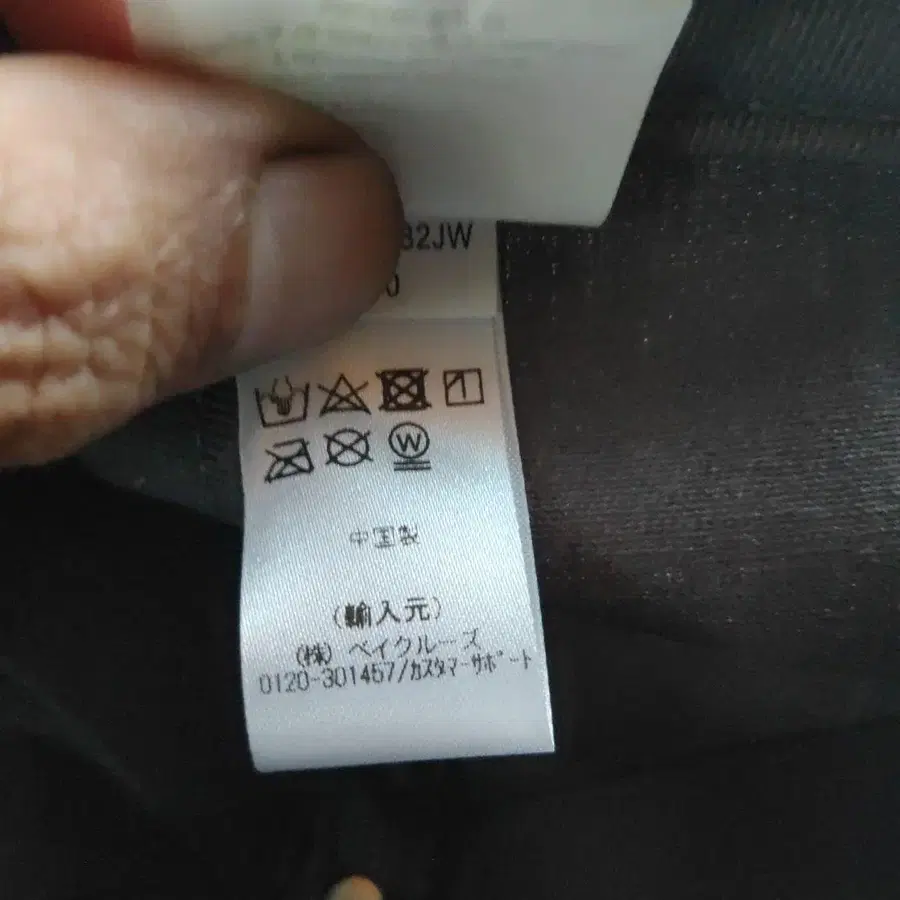 32JW
0
中国製
(輸入元)
(株) ベイクルーズ
0120-301457/ｶｽﾀﾏｰｻﾎﾟｰﾄ